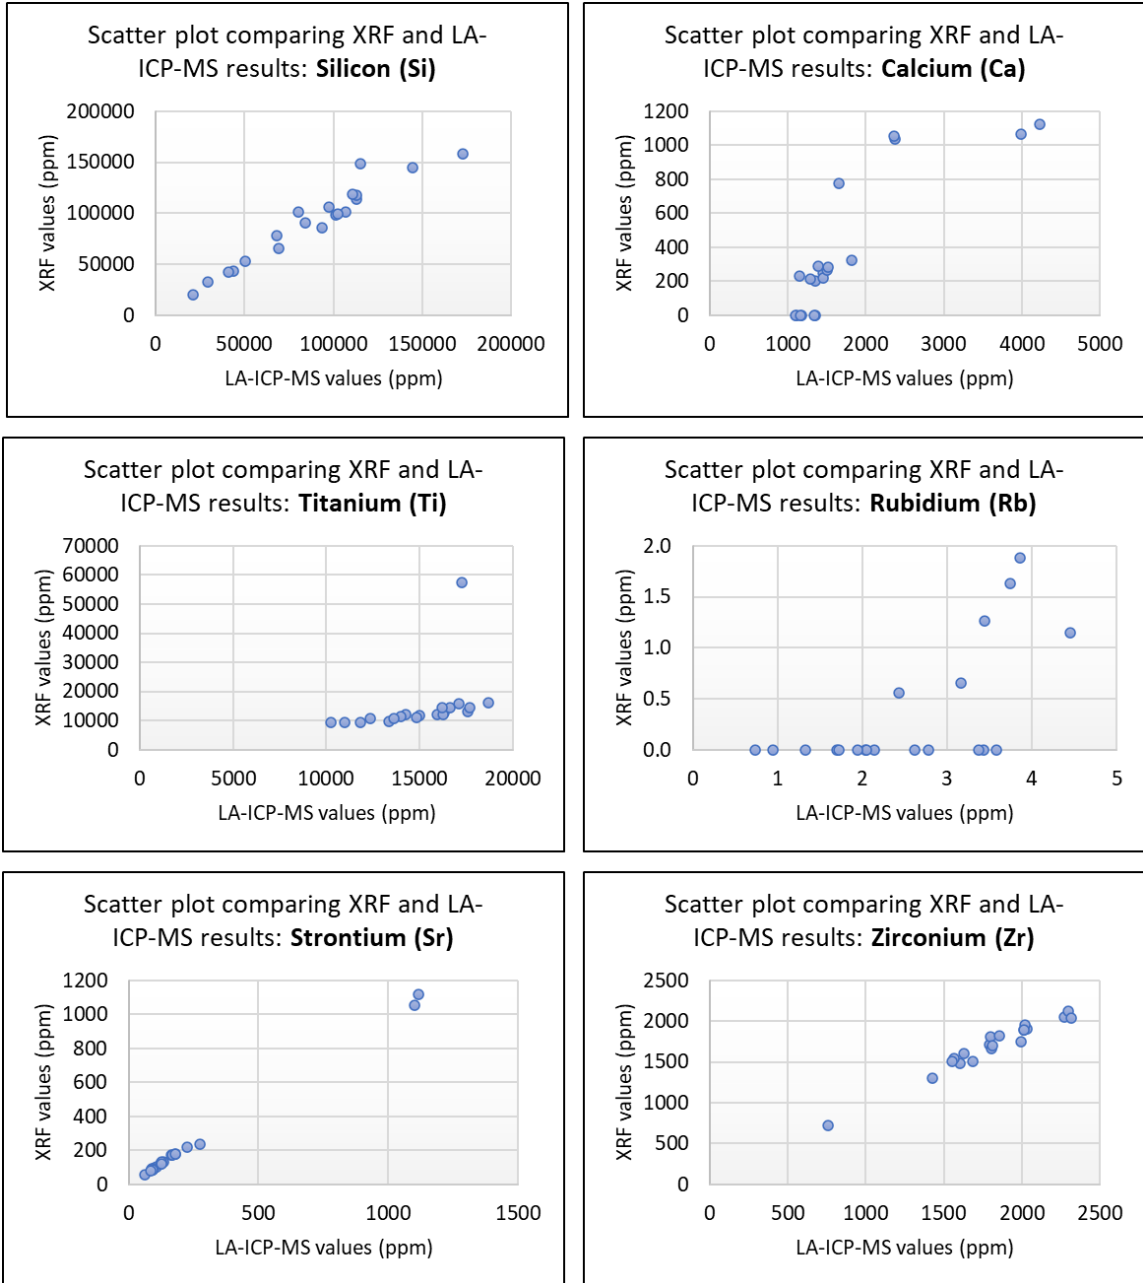 Scatter plot comparing XRF and LA-
ICP-MS results: Silicon (Si)
200000
150000
100000
50000
0
XRF values (ppm)
0 50000 100000 150000 200000
LA-ICP-MS values (ppm)
Scatter plot comparing XRF and LA-
ICP-MS results: Calcium (Ca)
1200
1000
800
600
400
200
0
XRF values (ppm)
0 1000 2000 3000 4000 5000
LA-ICP-MS values (ppm)
Scatter plot comparing XRF and LA-
ICP-MS results: Titanium (Ti)
70000
60000
50000
40000
30000
20000
10000
0
XRF values (ppm)
0 5000 10000 15000 20000
LA-ICP-MS values (ppm)
Scatter plot comparing XRF and LA-
ICP-MS results: Rubidium (Rb)
2.0
1.5
1.0
0.5
0.0
XRF values (ppm)
0 1 2 3 4 5
LA-ICP-MS values (ppm)
Scatter plot comparing XRF and LA-
ICP-MS results: Strontium (Sr)
1200
1000
800
600
400
200
0
XRF values (ppm)
0 500 1000 1500
LA-ICP-MS values (ppm)
Scatter plot comparing XRF and LA-
ICP-MS results: Zirconium (Zr)
2500
2000
1500
1000
500
0
XRF values (ppm)
0 500 1000 1500 2000 2500
LA-ICP-MS values (ppm)